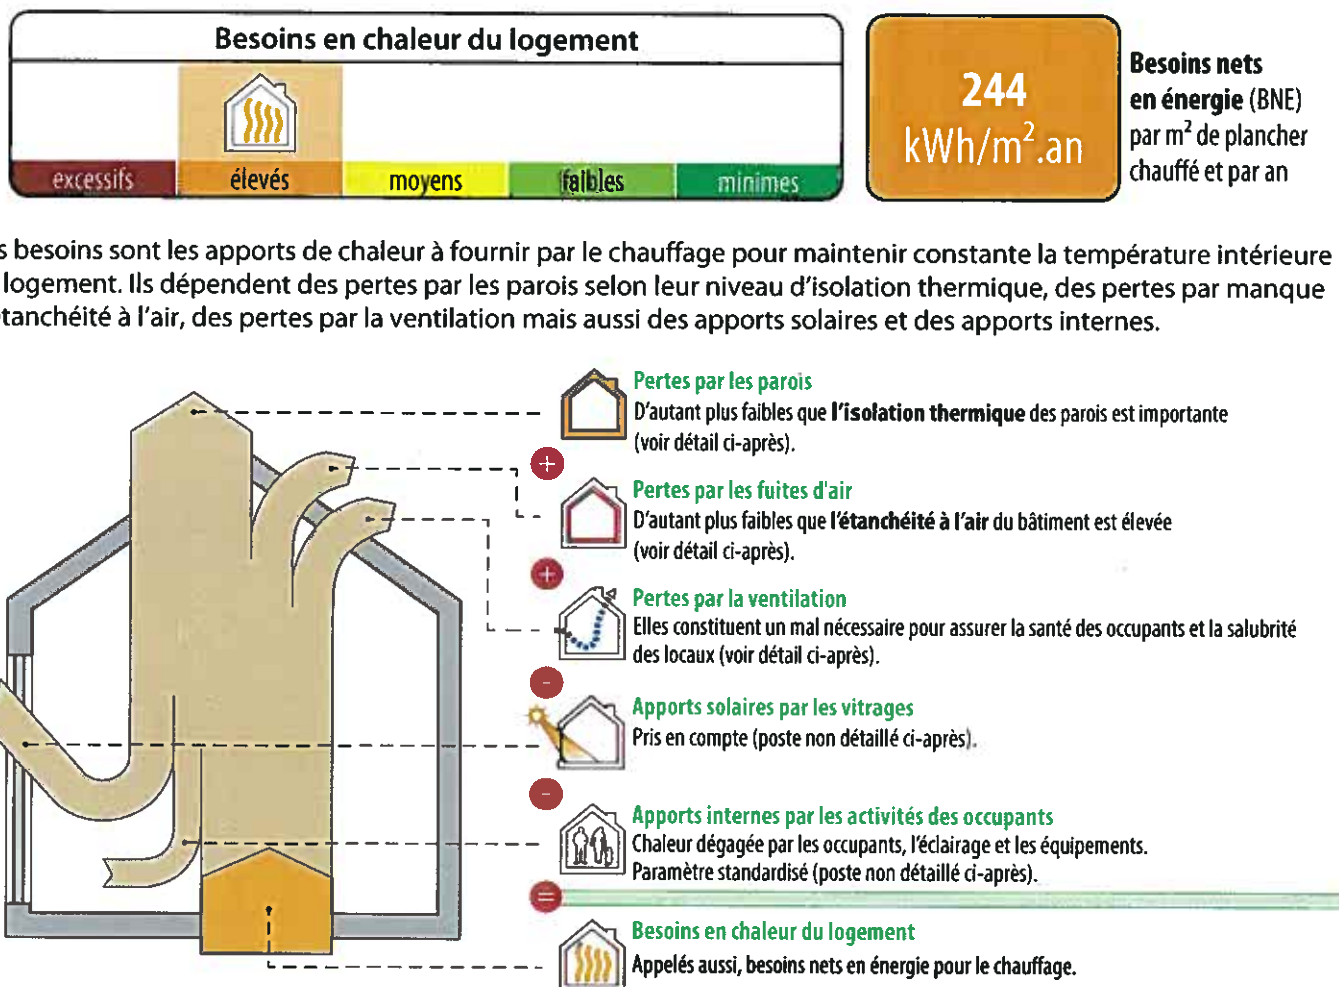 Besoins en chaleur du logement
excessifs
élevés
moyens
faibles
minimes
244
kWh/m².an
Besoins nets
en énergie (BNE)
par m² de plancher
chauffé et par an
s besoins sont les apports de chaleur à fournir par le chauffage pour maintenir constante la température intérieure
logement. Ils dépendent des pertes par les parois selon leur niveau d'isolation thermique, des pertes par manque
tanchéité à l'air, des pertes par la ventilation mais aussi des apports solaires et des apports internes.
Pertes par les parois
D'autant plus faibles que l'isolation thermique des parois est importante
(voir détail ci-après).
+
Pertes par les fuites d'air
D'autant plus faibles que l'étanchéité à l'air du bâtiment est élevée
(voir détail ci-après).
+
Pertes par la ventilation
Elles constituent un mal nécessaire pour assurer la santé des occupants et la salubrité
des locaux (voir détail ci-après).
-
Apports solaires par les vitrages
Pris en compte (poste non détaillé ci-après).
-
Apports internes par les activités des occupants
Chaleur dégagée par les occupants, l'éclairage et les équipements.
Paramètre standardisé (poste non détaillé ci-après).
=
Besoins en chaleur du logement
Appelés aussi, besoins nets en énergie pour le chauffage.